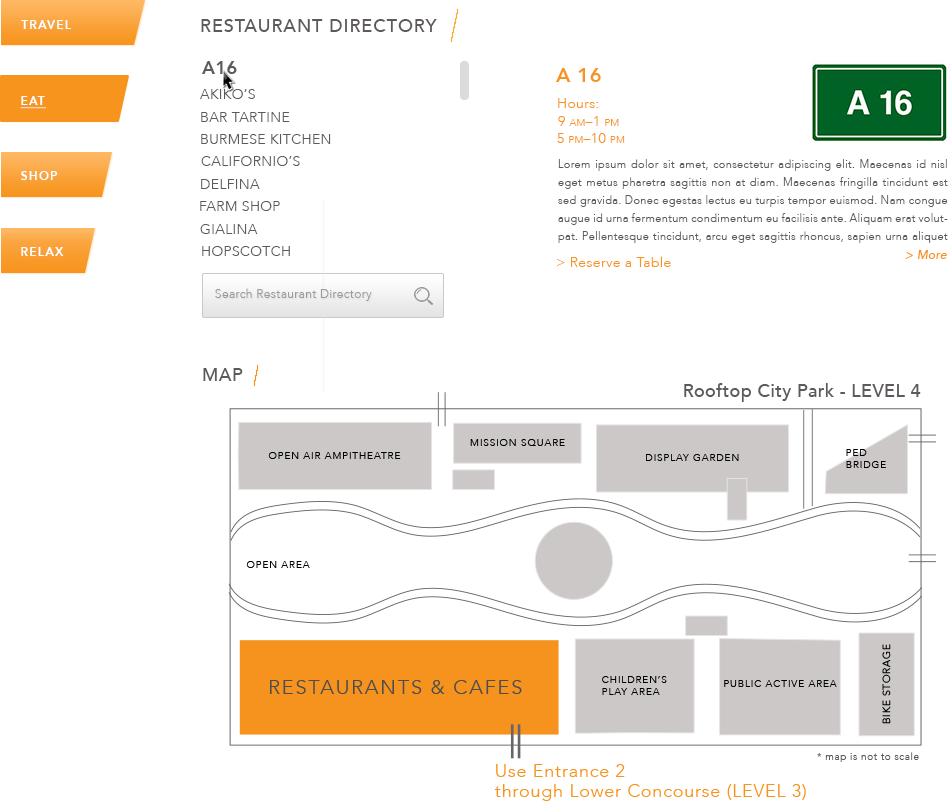 TRAVEL
EAT
SHOP
RELAX
RESTAURANT DIRECTORY
A16
AKIKO'S
BAR TARTINE
BURMESE KITCHEN
CALIFORNIO'S
DELFINA
FARM SHOP
GIALINA
HOPSCOTCH
Search Restaurant Directory
A 16
Hours:
9 AM–1 PM
5 PM–10 PM
A 16
Lorem ipsum dolor sit amet, consectetur adipiscing elit. Maecenas id nisl
eget metus pharetra sagittis non at diam. Maecenas fringilla tincidunt est
sed gravida. Donec egestas lectus eu turpis tempor euismod. Nam congue
augue id urna fermentum condimentum eu facilisis ante. Aliquam erat volut-
pat. Pellentesque tincidunt, arcu eget sagittis rhoncus, sapien urna aliquet
> More
> Reserve a Table
MAP
Rooftop City Park - LEVEL 4
OPEN AIR AMPITHEATRE
MISSION SQUARE
DISPLAY GARDEN
PED
BRIDGE
OPEN AREA
RESTAURANTS & CAFES
CHILDREN'S
PLAY AREA
PUBLIC ACTIVE AREA
BIKE STORAGE
* map is not to scale
Use Entrance 2
through Lower Concourse (LEVEL 3)